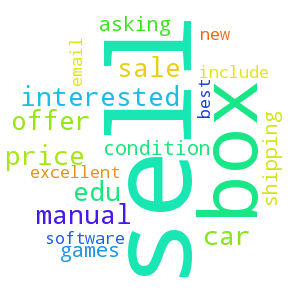 asking
new
sale
email
include
interested
best
sell
box
offer
shipping
condition
price
excellent
edu
manual
car
software
games